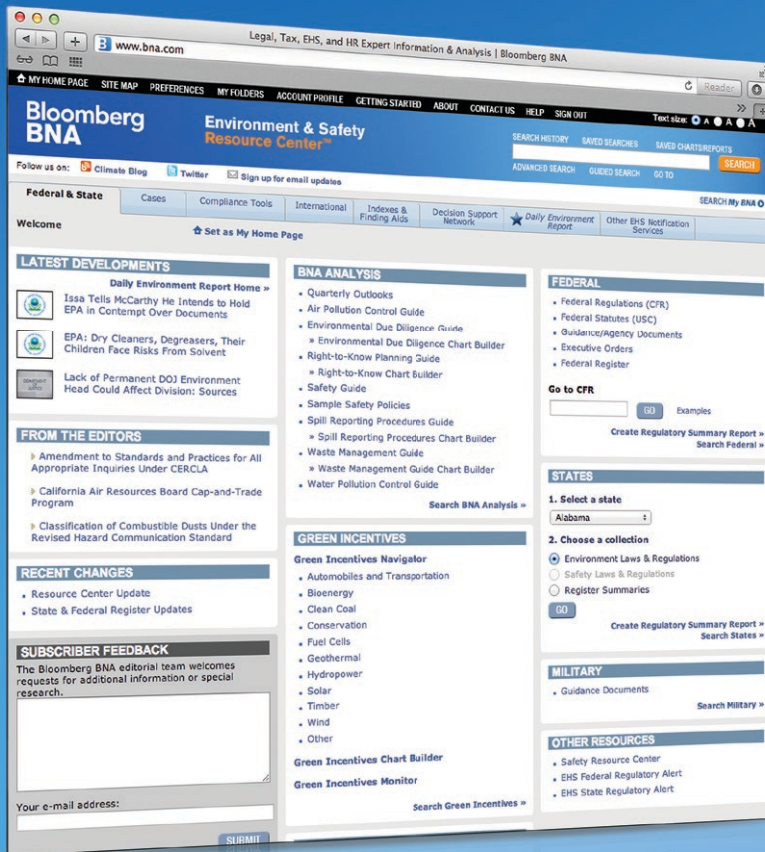 Legal, Tax, EHS, and HR Expert Information & Analysis | Bloomberg BNA
www.bna.com
Reader
MY HOME PAGE SITE MAP PREFERENCES MY FOLDERS ACCOUNT PROFILE GETTING STARTED ABOUT CONTACT US HELP SIGN OUT
Text size: A A A
Bloomberg
BNA
Environment & Safety
Resource Center™
SEARCH HISTORY SAVED SEARCHES SAVED CHARTS/REPORTS
SEARCH
ADVANCED SEARCH GUIDED SEARCH GO TO
Follow us on: Climate Blog Twitter Sign up for email updates
SEARCH My BNA
Federal & State
Cases
Compliance Tools
International
Indexes &
Finding Aids
Decision Support
Network
Daily Environment
Report
Other EHS Notification
Services
Welcome
Set as My Home Page
LATEST DEVELOPMENTS
Daily Environment Report Home »
Issa Tells McCarthy He Intends to Hold
EPA in Contempt Over Documents
EPA: Dry Cleaners, Degreasers, Their
Children Face Risks From Solvent
Lack of Permanent DOJ Environment
Head Could Affect Division: Sources
FROM THE EDITORS
Amendment to Standards and Practices for All
Appropriate Inquiries Under CERCLA
California Air Resources Board Cap-and-Trade
Program
Classification of Combustible Dusts Under the
Revised Hazard Communication Standard
RECENT CHANGES
• Resource Center Update
• State & Federal Register Updates
SUBSCRIBER FEEDBACK
The Bloomberg BNA editorial team welcomes
requests for additional information or special
research.
Your e-mail address:
SUBMIT
BNA ANALYSIS
• Quarterly Outlooks
• Air Pollution Control Guide
• Environmental Due Diligence Guide
» Environmental Due Diligence Chart Builder
• Right-to-Know Planning Guide
» Right-to-Know Chart Builder
• Safety Guide
• Sample Safety Policies
• Spill Reporting Procedures Guide
» Spill Reporting Procedures Chart Builder
• Waste Management Guide
» Waste Management Guide Chart Builder
• Water Pollution Control Guide
Search BNA Analysis »
GREEN INCENTIVES
Green Incentives Navigator
• Automobiles and Transportation
• Bioenergy
• Clean Coal
• Conservation
• Fuel Cells
• Geothermal
• Hydropower
• Solar
• Timber
• Wind
• Other
Green Incentives Chart Builder
Green Incentives Monitor
Search Green Incentives »
FEDERAL
• Federal Regulations (CFR)
• Federal Statutes (USC)
• Guidance/Agency Documents
• Executive Orders
• Federal Register
Go to CFR
GO Examples
Create Regulatory Summary Report »
Search Federal »
STATES
1. Select a state
Alabama
2. Choose a collection
Environment Laws & Regulations
Safety Laws & Regulations
Register Summaries
GO
Create Regulatory Summary Report »
Search States »
MILITARY
• Guidance Documents
Search Military »
OTHER RESOURCES
• Safety Resource Center
• EHS Federal Regulatory Alert
• EHS State Regulatory Alert